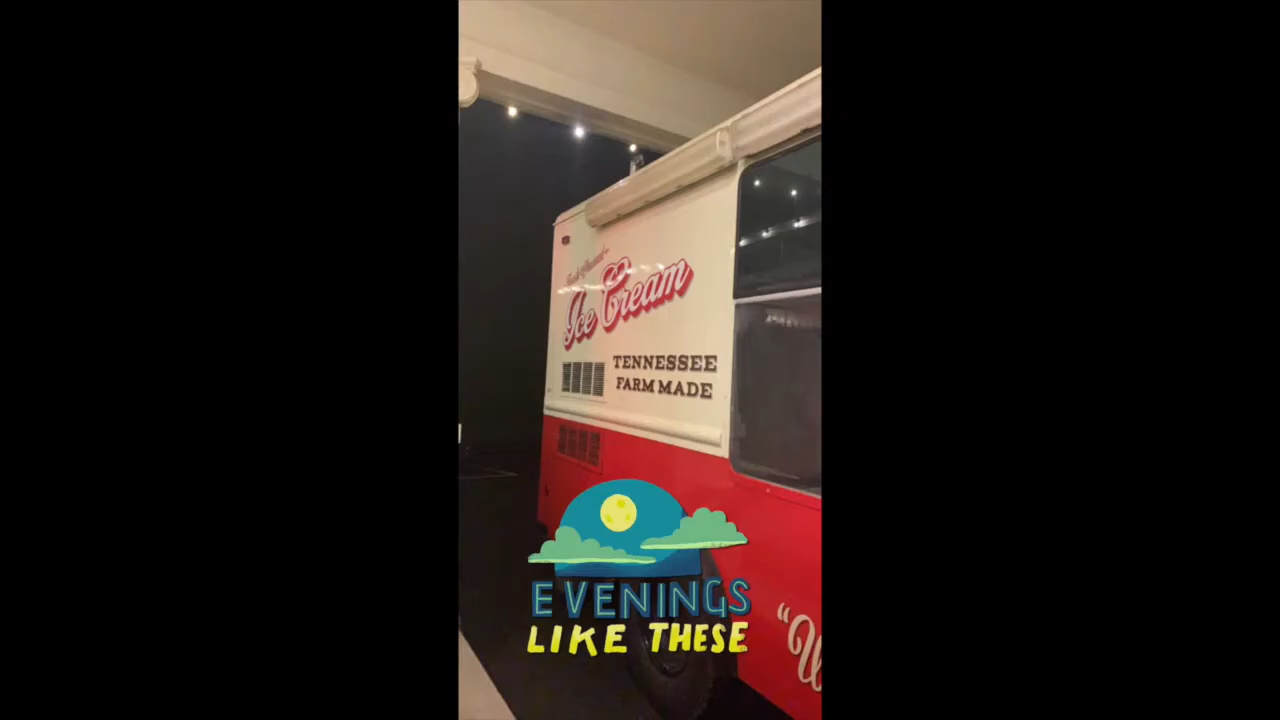 Ice Cream
TENNESSEE
FARM MADE
"W
EVENINGS
LIKE THESE